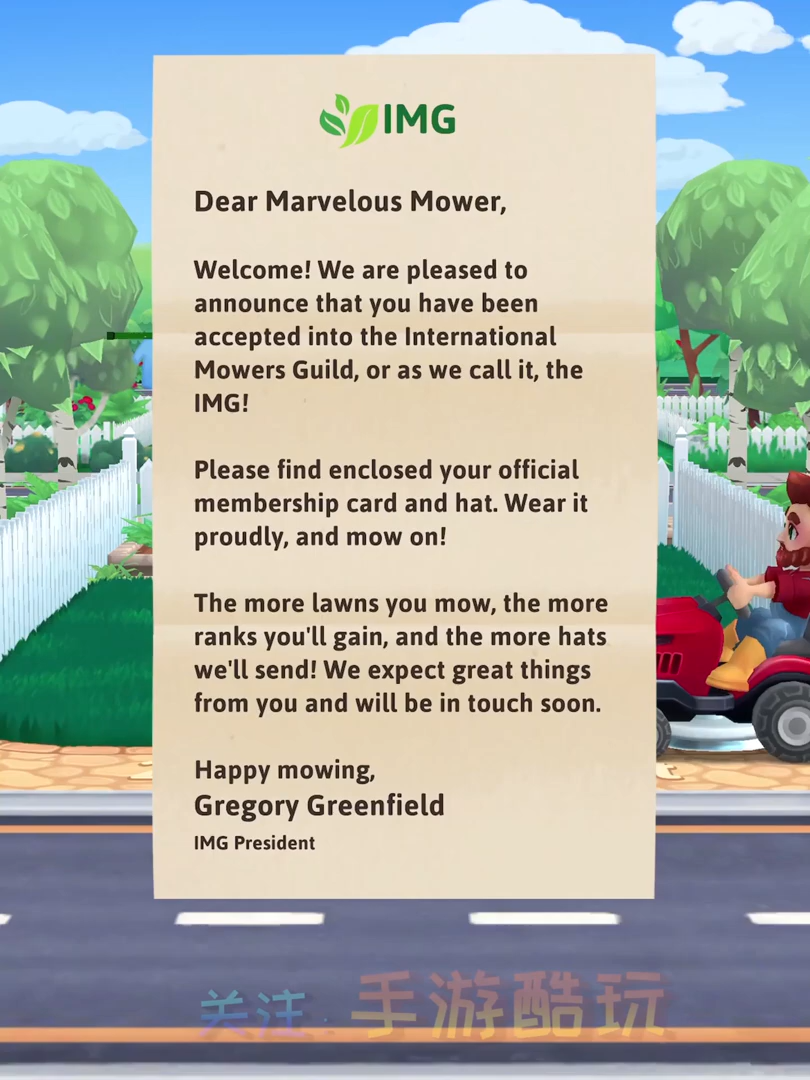 IMG
Dear Marvelous Mower,
Welcome! We are pleased to
announce that you have been
accepted into the International
Mowers Guild, or as we call it, the
IMG!
Please find enclosed your official
membership card and hat. Wear it
proudly, and mow on!
The more lawns you mow, the more
ranks you'll gain, and the more hats
we'll send! We expect great things
from you and will be in touch soon.
Happy mowing,
Gregory Greenfield
IMG President
关注 手游酷玩